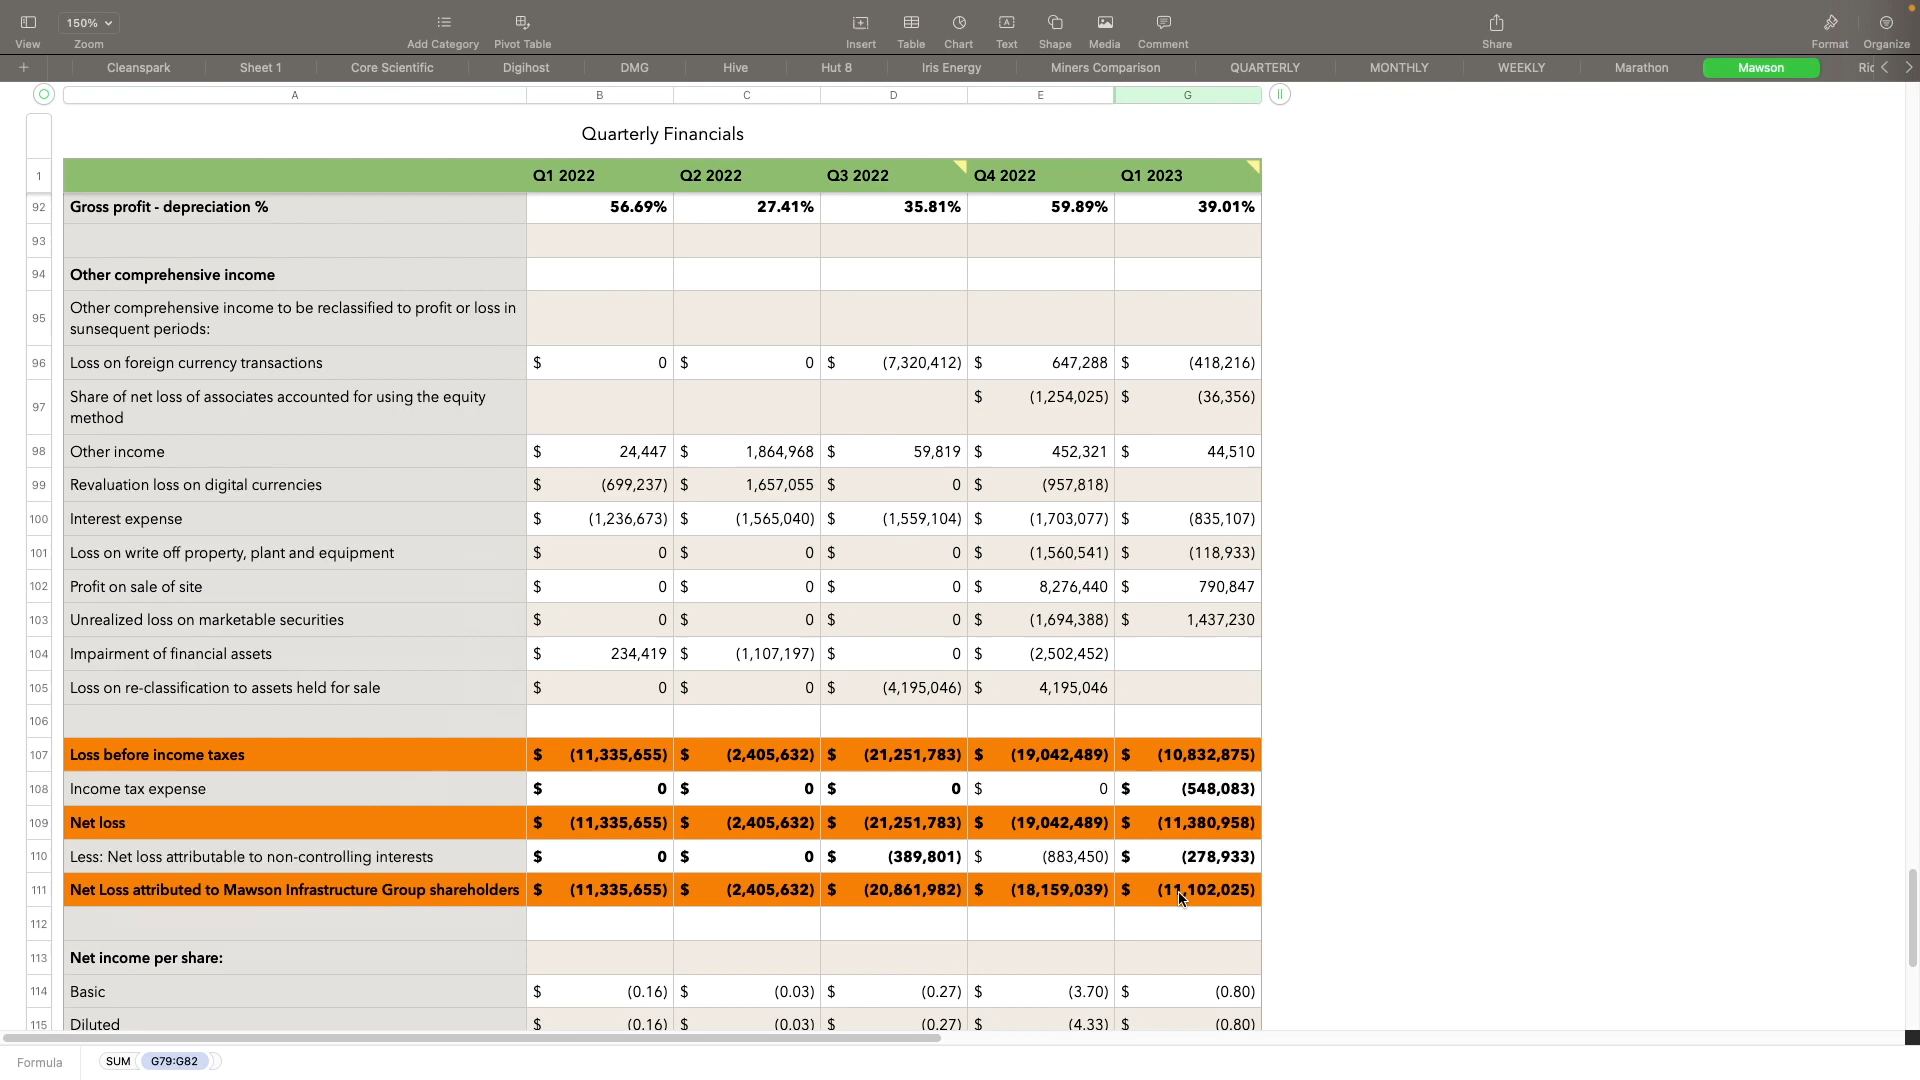 150%
View Zoom Add Category Pivot Table Insert Table Chart Text Shape Media Comment Share Format Organize
+ Cleanspark Sheet 1 Core Scientific Digihost DMG Hive Hut 8 Iris Energy Miners Comparison QUARTERLY MONTHLY WEEKLY Marathon Mawson Ric
A B C D E G
Quarterly Financials
1 Q1 2022 Q2 2022 Q3 2022 Q4 2022 Q1 2023
92 Gross profit - depreciation % 56.69% 27.41% 35.81% 59.89% 39.01%
93
94 Other comprehensive income
95 Other comprehensive income to be reclassified to profit or loss in
sunsequent periods:
96 Loss on foreign currency transactions $ 0 $ 0 $ (7,320,412) $ 647,288 $ (418,216)
97 Share of net loss of associates accounted for using the equity $ (1,254,025) $ (36,356)
method
98 Other income $ 24,447 $ 1,864,968 $ 59,819 $ 452,321 $ 44,510
99 Revaluation loss on digital currencies $ (699,237) $ 1,657,055 $ 0 $ (957,818)
100 Interest expense $ (1,236,673) $ (1,565,040) $ (1,559,104) $ (1,703,077) $ (835,107)
101 Loss on write off property, plant and equipment $ 0 $ 0 $ 0 $ (1,560,541) $ (118,933)
102 Profit on sale of site $ 0 $ 0 $ 0 $ 8,276,440 $ 790,847
103 Unrealized loss on marketable securities $ 0 $ 0 $ 0 $ (1,694,388) $ 1,437,230
104 Impairment of financial assets $ 234,419 $ (1,107,197) $ 0 $ (2,502,452)
105 Loss on re-classification to assets held for sale $ 0 $ 0 $ (4,195,046) $ 4,195,046
106
107 Loss before income taxes $ (11,335,655) $ (2,405,632) $ (21,251,783) $ (19,042,489) $ (10,832,875)
108 Income tax expense $ 0 $ 0 $ 0 $ 0 $ (548,083)
109 Net loss $ (11,335,655) $ (2,405,632) $ (21,251,783) $ (19,042,489) $ (11,380,958)
110 Less: Net loss attributable to non-controlling interests $ 0 $ 0 $ (389,801) $ (883,450) $ (278,933)
111 Net Loss attributed to Mawson Infrastructure Group shareholders $ (11,335,655) $ (2,405,632) $ (20,861,982) $ (18,159,039) $ (11,102,025)
112
113 Net income per share:
114 Basic $ (0.16) $ (0.03) $ (0.27) $ (3.70) $ (0.80)
115 Diluted $ (0.16) $ (0.03) $ (0.27) $ (4.33) $ (0.80)
Formula SUM G79:G82